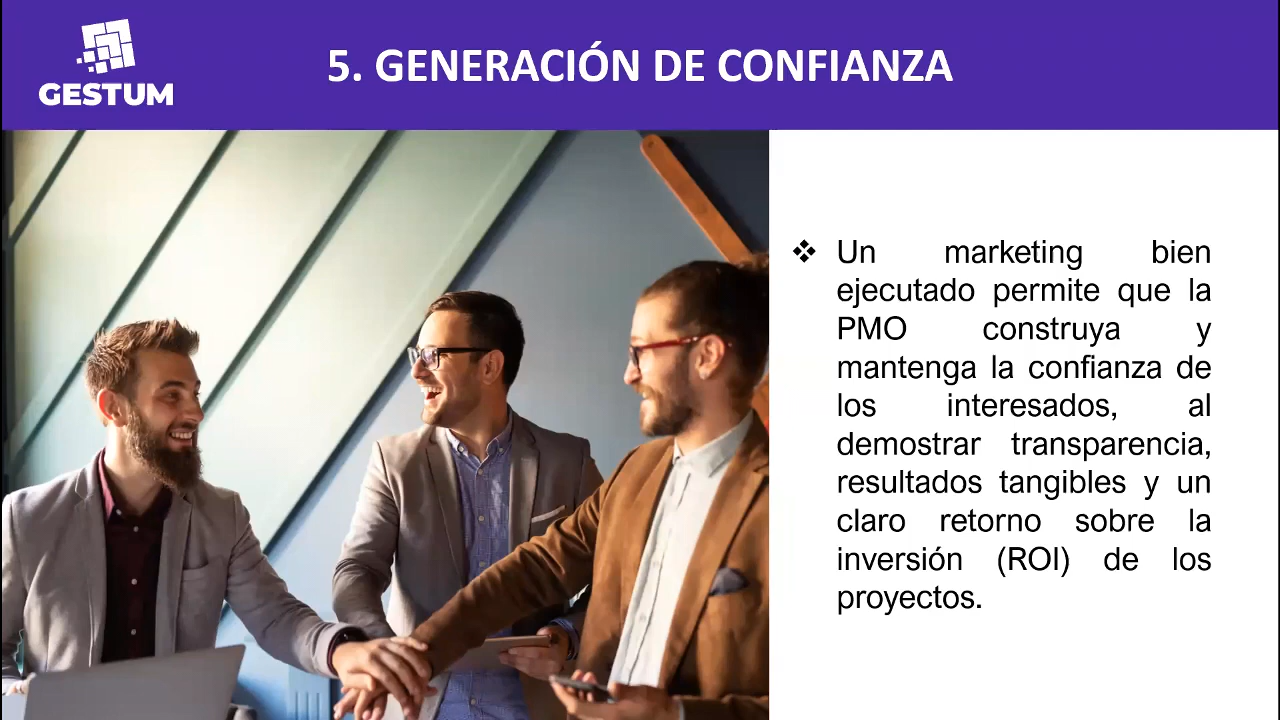 GESTUM
5. GENERACIÓN DE CONFIANZA
❖ Un marketing bien
ejecutado permite que la
PMO construya y
mantenga la confianza de
los interesados, al
demostrar transparencia,
resultados tangibles y un
claro retorno sobre la
inversión (ROI) de los
proyectos.